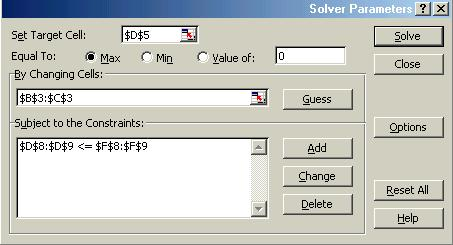 Solver Parameters
Set Target Cell: $D$5 Solve
Equal To: Max Min Value of: 0 Close
By Changing Cells:
$B$3:$C$3 Guess
Subject to the Constraints: Options
$D$8:$D$9 <= $F$8:$F$9 Add
Change
Reset All
Delete
Help